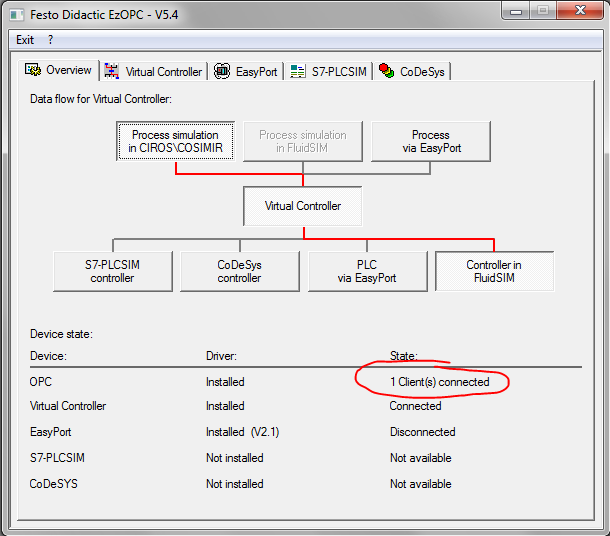 Festo Didactic EzOPC - V5.4
Exit ?
Overview Virtual Controller EasyPort S7-PLCSIM CoDeSys
Data flow for Virtual Controller:
Process simulation
in CIROS\COSIMIR
Process simulation
in FluidSIM
Process
via EasyPort
Virtual Controller
S7-PLCSIM
controller
CoDeSys
controller
PLC
via EasyPort
Controller in
FluidSIM
Device state:
Device: Driver: State:
OPC Installed 1 Client(s) connected
Virtual Controller Installed Connected
EasyPort Installed (V2.1) Disconnected
S7-PLCSIM Not installed Not available
CoDeSYS Not installed Not available